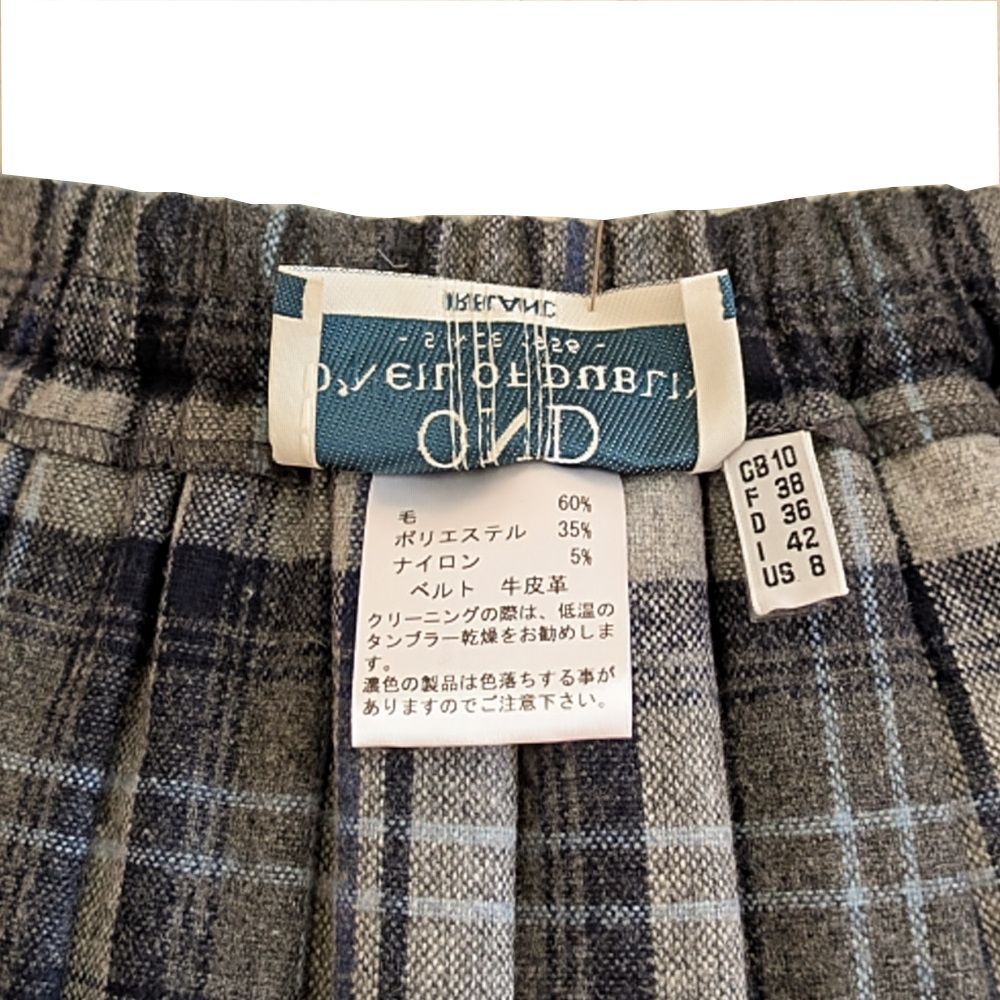 IRELAND
- SINCE 1856 -
O'NEIL OF DUBLIN
OND
毛 60%
ポリエステル 35%
ナイロン 5%
ベルト 牛皮革
クリーニングの際は、低温の
タンブラー乾燥をお勧めしま
す。
濃色の製品は色落ちする事が
ありますのでご注意下さい。
GB 10
F 38
D 36
I 42
US 8